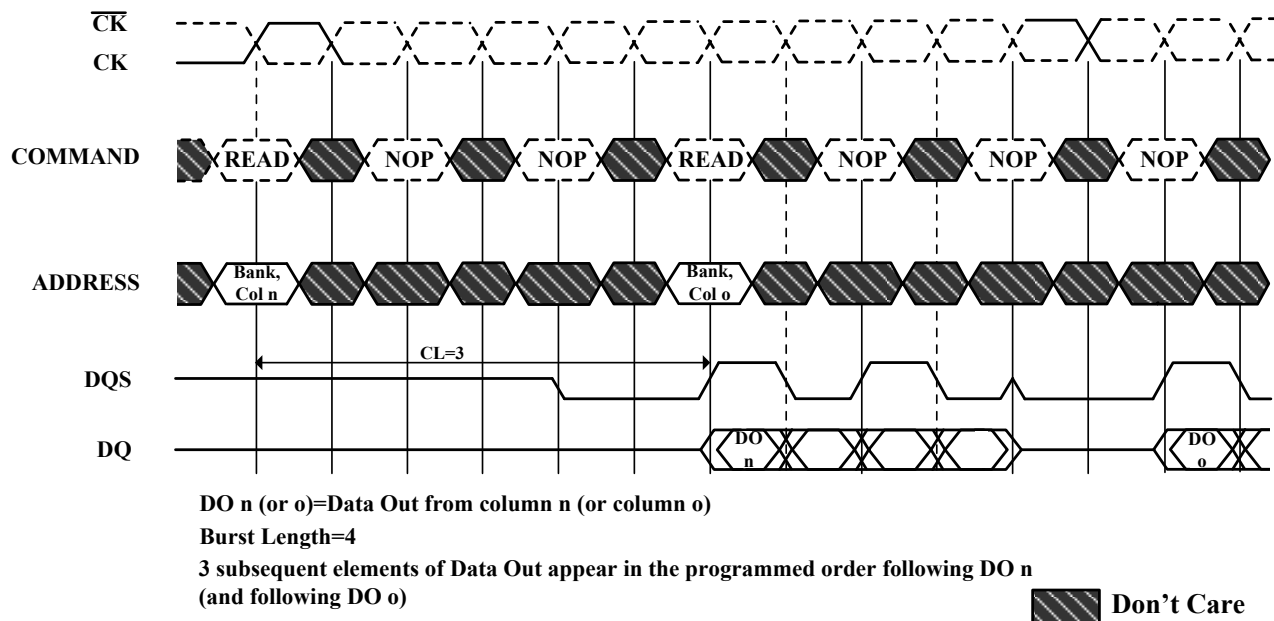 CK
CK
COMMAND READ NOP NOP READ NOP NOP NOP
ADDRESS Bank, Col n Bank, Col o
CL=3
DQS
DQ DO n DO o
DO n (or o)=Data Out from column n (or column o)
Burst Length=4
3 subsequent elements of Data Out appear in the programmed order following DO n
(and following DO o)
Don’t Care